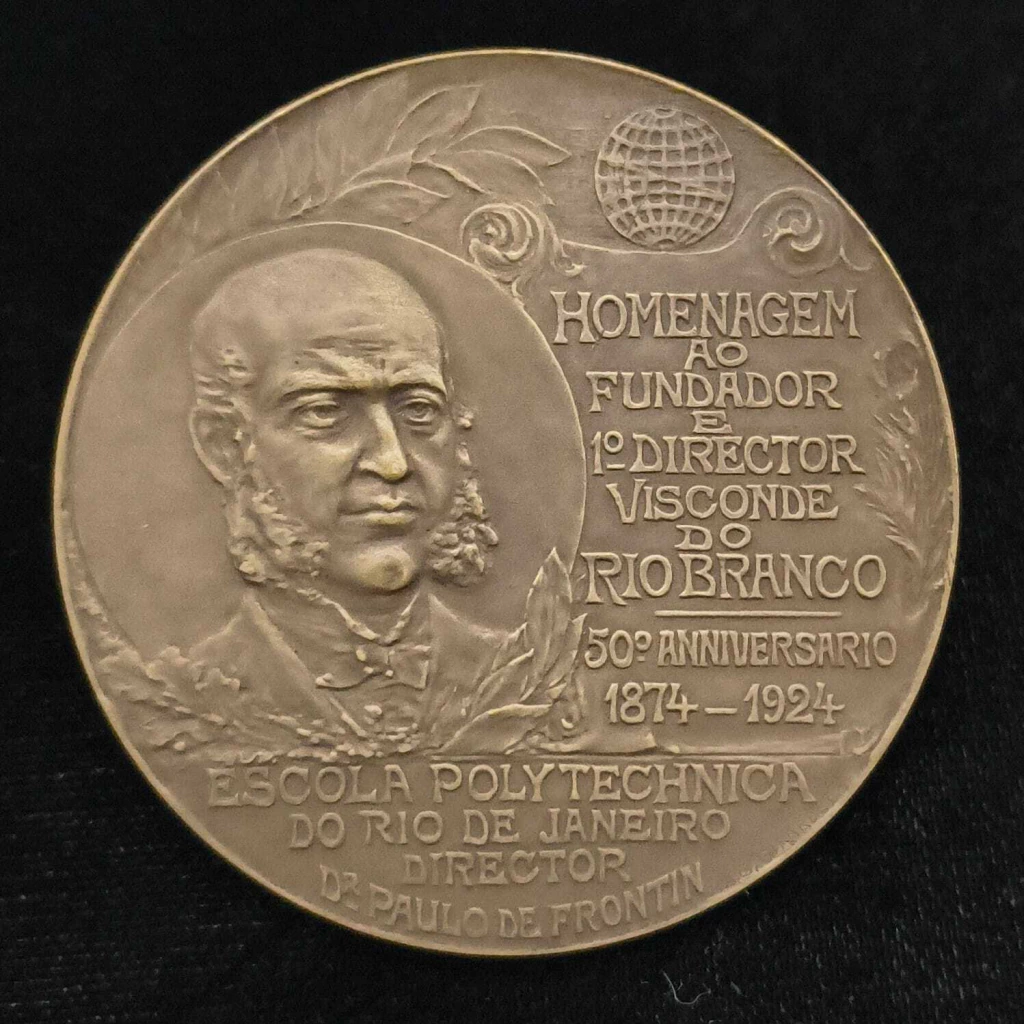 HOMENAGEM
AO
FUNDADOR
E
1º DIRECTOR
VISCONDE
DO
RIO BRANCO
50º ANNIVERSARIO
1874-1924
ESCOLA POLYTECHNICA
DO RIO DE JANEIRO
DIRECTOR
DR. PAULO DE FRONTIN